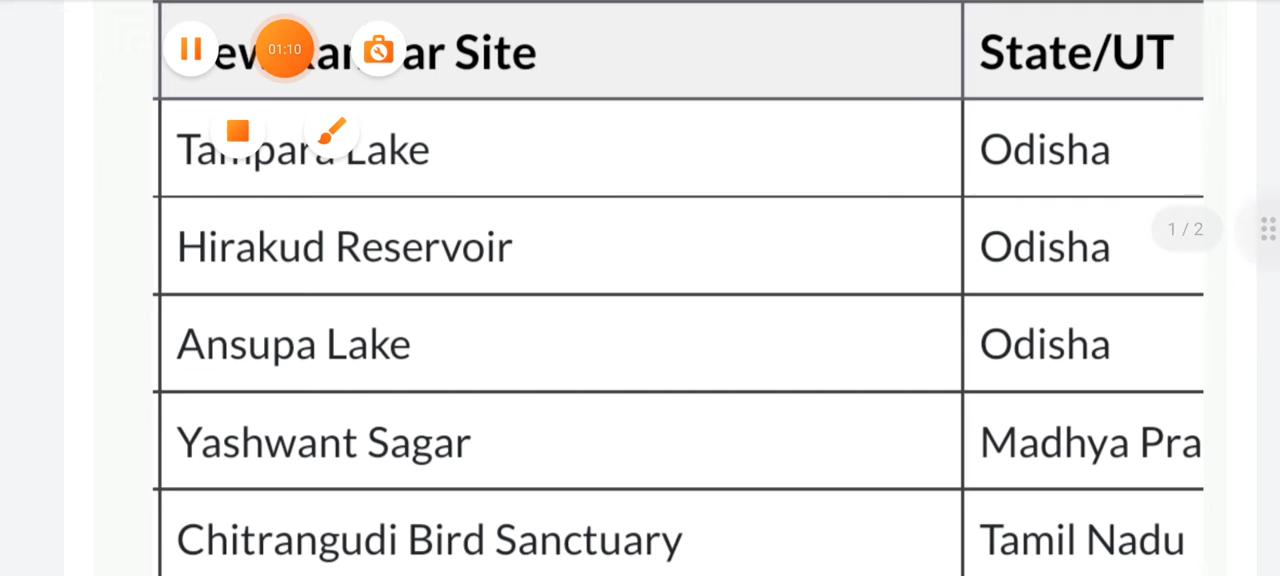 01:10
ar Site State/UT
Tampara Lake Odisha
1 / 2
Hirakud Reservoir Odisha
Ansupa Lake Odisha
Yashwant Sagar Madhya Pra
Chitrangudi Bird Sanctuary Tamil Nadu